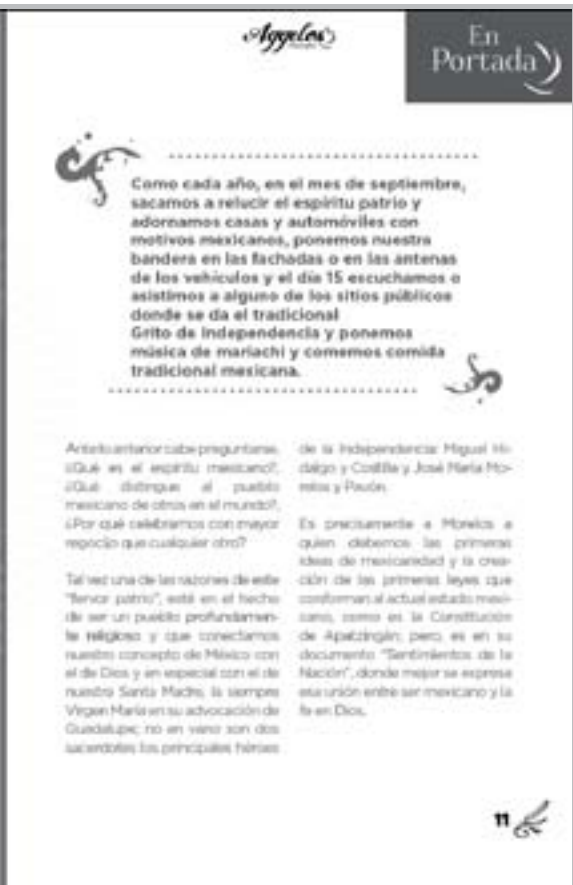 Aggelos
En
Portada
Como cada año, en el mes de septiembre,
sacamos a relucir el espíritu patrio y
adornamos casas y automóviles con
motivos mexicanos, ponemos nuestra
bandera en las fachadas o en las antenas
de los vehículos y el día 15 escuchamos o
asistimos a alguno de los sitios públicos
donde se da el tradicional
Grito de Independencia y ponemos
música de mariachi y comemos comida
tradicional mexicana.
Ante lo anterior cabe preguntarse,
¿Qué es el espíritu mexicano?,
¿Qué distingue al pueblo
mexicano de otros en el mundo?,
¿Por qué celebramos con mayor
regocijo que cualquier otro?
Tal vez una de las razones de este
"fervor patrio", esté en el hecho
de ser un pueblo profundamen-
te religioso y que conectamos
nuestro concepto de México con
el de Dios y en especial con el de
nuestra Santa Madre, la siempre
Virgen María en su advocación de
Guadalupe; no en vano son dos
sacerdotes los principales héroes
de la Independencia: Miguel Hi-
dalgo y Costilla y José María Mo-
relos y Pavón.
Es precisamente a Morelos a
quien debemos las primeras
ideas de mexicanidad y la crea-
ción de las primeras leyes que
conforman al actual estado mexi-
cano, como es la Constitución
de Apatzingán; pero, es en su
documento "Sentimientos de la
Nación", donde mejor se expresa
esa unión entre ser mexicano y la
fe en Dios.
11